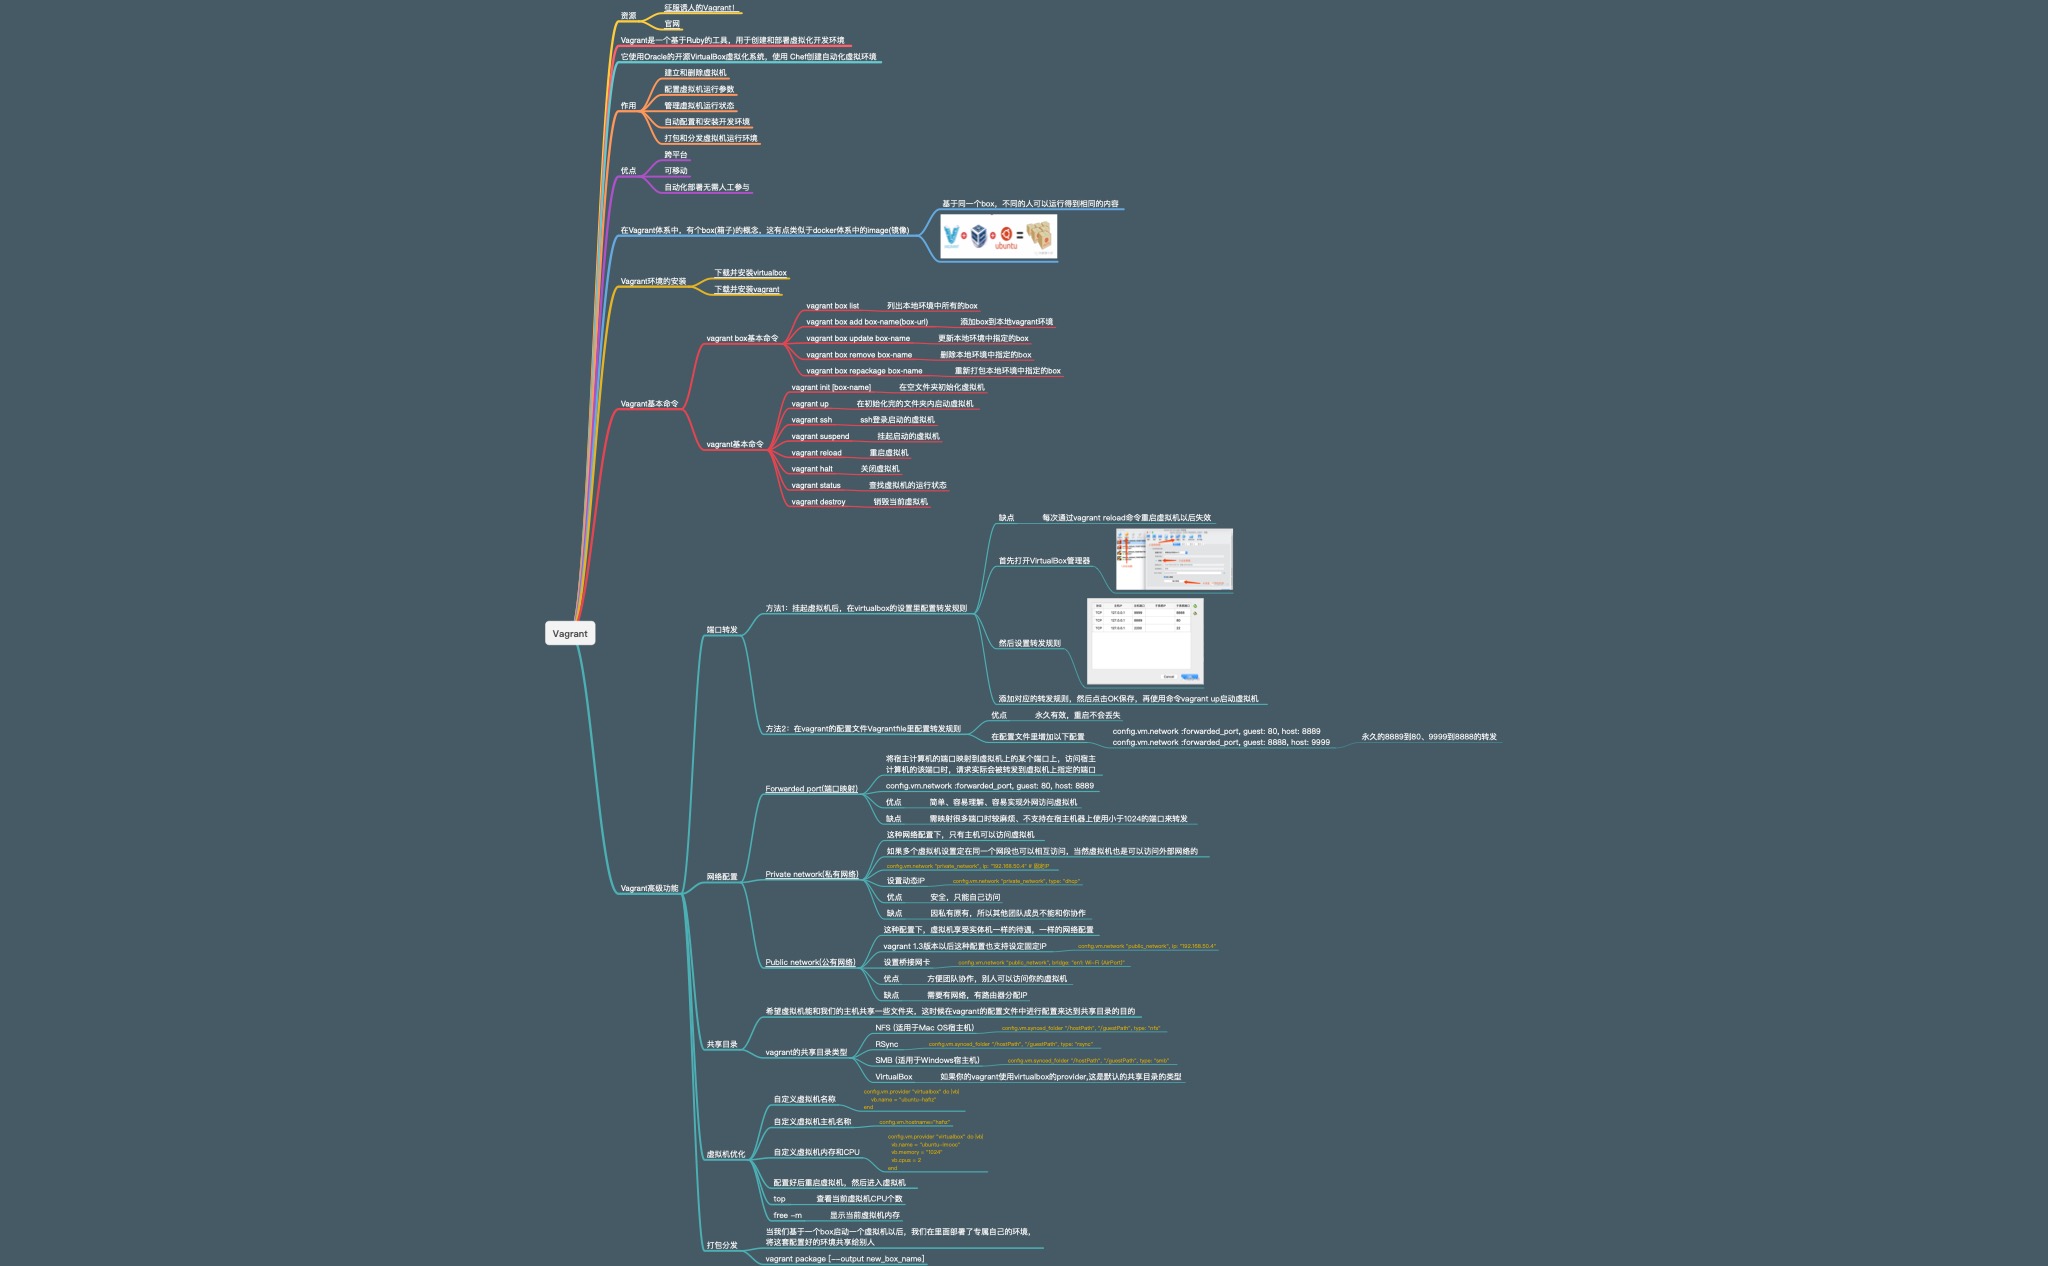 资源
征服诱人的Vagrant！
官网
Vagrant是一个基于Ruby的工具，用于创建和部署虚拟化开发环境
它使用Oracle的开源VirtualBox虚拟化系统，使用 Chef创建自动化虚拟环境
作用
建立和删除虚拟机
配置虚拟机运行参数
管理虚拟机运行状态
自动配置和安装开发环境
打包和分发虚拟机运行环境
优点
跨平台
可移动
自动化部署无需人工参与
在Vagrant体系中，有个box(箱子)的概念，这有点类似于docker体系中的image(镜像)
基于同一个box，不同的人可以运行得到相同的内容
ubuntu
Vagrant环境的安装
下载并安装virtualbox
下载并安装vagrant
Vagrant基本命令
vagrant box基本命令
vagrant box list 列出本地环境中所有的box
vagrant box add box-name(box-url) 添加box到本地vagrant环境
vagrant box update box-name 更新本地环境中指定的box
vagrant box remove box-name 删除本地环境中指定的box
vagrant box repackage box-name 重新打包本地环境中指定的box
vagrant基本命令
vagrant init [box-name] 在空文件夹初始化虚拟机
vagrant up 在初始化完的文件夹内启动虚拟机
vagrant ssh ssh登录启动的虚拟机
vagrant suspend 挂起启动的虚拟机
vagrant reload 重启虚拟机
vagrant halt 关闭虚拟机
vagrant status 查找虚拟机的运行状态
vagrant destroy 销毁当前虚拟机
Vagrant
Vagrant高级功能
端口转发
方法1：挂起虚拟机后，在virtualbox的设置里配置转发规则
缺点 每次通过vagrant reload命令重启虚拟机以后失效
首先打开VirtualBox管理器
然后设置转发规则
添加对应的转发规则，然后点击OK保存，再使用命令vagrant up启动虚拟机
方法2：在vagrant的配置文件Vagrantfile里配置转发规则
优点 永久有效，重启不会丢失
在配置文件里增加以下配置
config.vm.network :forwarded_port, guest: 80, host: 8889
config.vm.network :forwarded_port, guest: 8888, host: 9999
永久的8889到80、9999到8888的转发
网络配置
Forwarded port(端口映射)
将宿主计算机的端口映射到虚拟机上的某个端口上，访问宿主
计算机的该端口时，请求实际会被转发到虚拟机上指定的端口
config.vm.network :forwarded_port, guest: 80, host: 8889
优点 简单、容易理解、容易实现外网访问虚拟机
缺点 需映射很多端口时较麻烦、不支持在宿主机器上使用小于1024的端口来转发
Private network(私有网络)
这种网络配置下，只有主机可以访问虚拟机
如果多个虚拟机设置定在同一个网段也可以相互访问，当然虚拟机也是可以访问外部网络的
config.vm.network "private_network", ip: "192.168.50.4" # 固定IP
设置动态IP config.vm.network "private_network", type: "dhcp"
优点 安全，只能自己访问
缺点 因私有原有，所以其他团队成员不能和你协作
Public network(公有网络)
这种配置下，虚拟机享受实体机一样的待遇，一样的网络配置
vagrant 1.3版本以后这种配置也支持设定固定IP config.vm.network "public_network", ip: "192.168.50.4"
设置桥接网卡 config.vm.network "public_network", bridge: "en1: Wi-Fi (AirPort)"
优点 方便团队协作，别人可以访问你的虚拟机
缺点 需要有网络，有路由器分配IP
共享目录
希望虚拟机能和我们的主机共享一些文件夹，这时候在vagrant的配置文件中进行配置来达到共享目录的目的
vagrant的共享目录类型
NFS (适用于Mac OS宿主机) config.vm.synced_folder "/hostPath", "/guestPath", type: "nfs"
RSync config.vm.synced_folder "/hostPath", "/guestPath", type: "rsync"
SMB (适用于Windows宿主机) config.vm.synced_folder "/hostPath", "/guestPath", type: "smb"
VirtualBox 如果你的vagrant使用virtualbox的provider,这是默认的共享目录的类型
虚拟机优化
自定义虚拟机名称
config.vm.provider "virtualbox" do |vb|
vb.name = "ubuntu-hafiz"
end
自定义虚拟机主机名称 config.vm.hostname="hafiz"
自定义虚拟机内存和CPU
config.vm.provider "virtualbox" do |vb|
vb.name = "ubuntu-imooc"
vb.memory = "1024"
vb.cpus = 2
end
配置好后重启虚拟机，然后进入虚拟机
top 查看当前虚拟机CPU个数
free -m 显示当前虚拟机内存
打包分发
当我们基于一个box启动一个虚拟机以后，我们在里面部署了专属自己的环境，
将这套配置好的环境共享给别人
vagrant package [—output new_box_name]